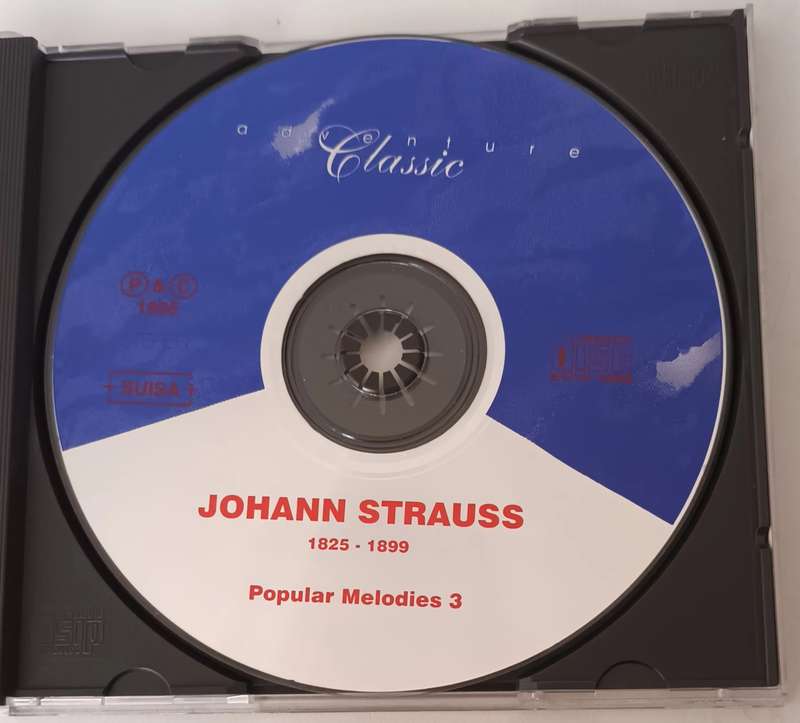 adventure
Classic
P & C
SUISA
JOHANN STRAUSS
1825 - 1899
Popular Melodies 3